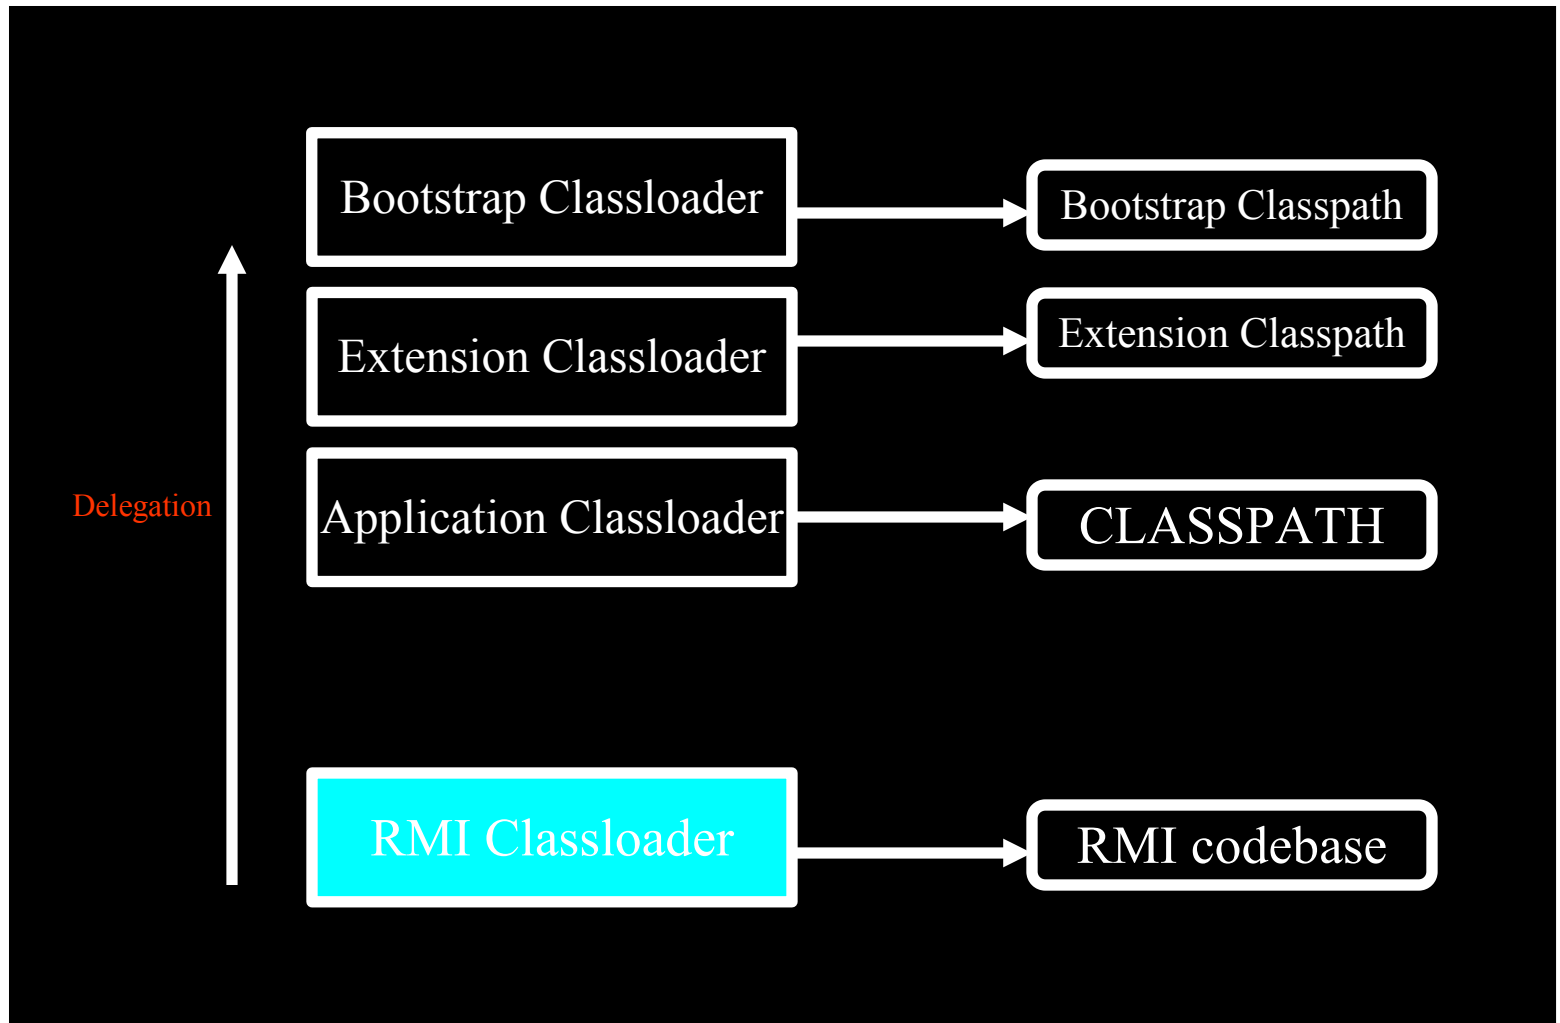 Bootstrap Classloader
Bootstrap Classpath
Extension Classloader
Extension Classpath
Delegation
Application Classloader
CLASSPATH
RMI Classloader
RMI codebase